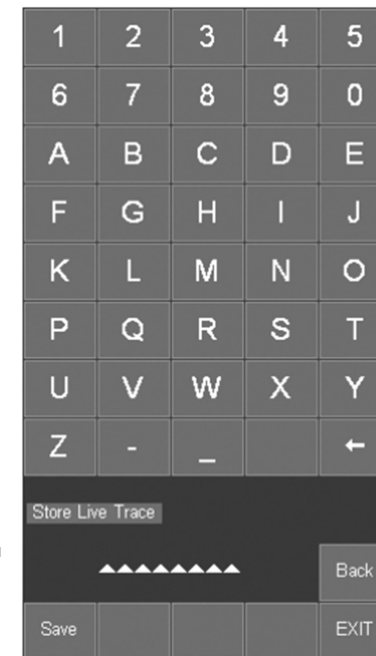 1 2 3 4 5
6 7 8 9 0
A B C D E
F G H I J
K L M N O
P Q R S T
U V W X Y
Z - _ ←
Store Live Trace
Back
Save EXIT